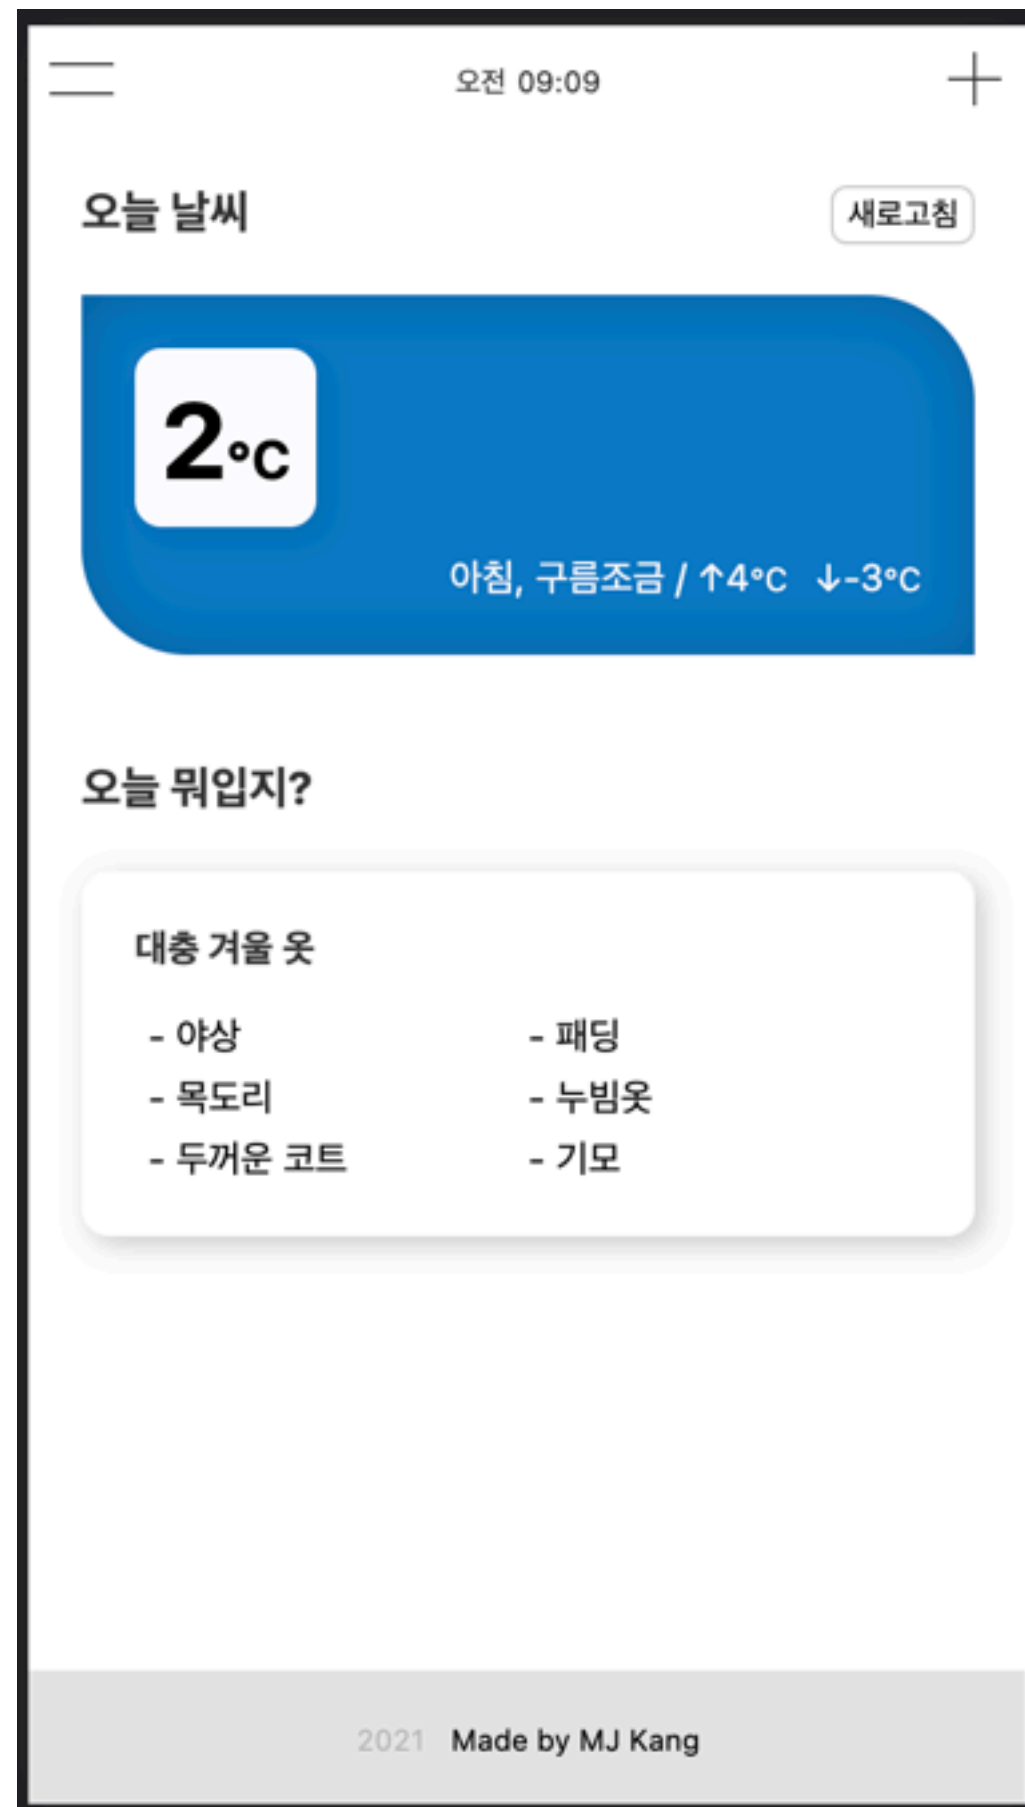 오전 09:09
오늘 날씨
새로고침
2°C
아침, 구름조금 / ↑4°C ↓-3°C
오늘 뭐입지?
대충 겨울 옷
- 야상
- 패딩
- 목도리
- 누빔옷
- 두꺼운 코트
- 기모
2021 Made by MJ Kang